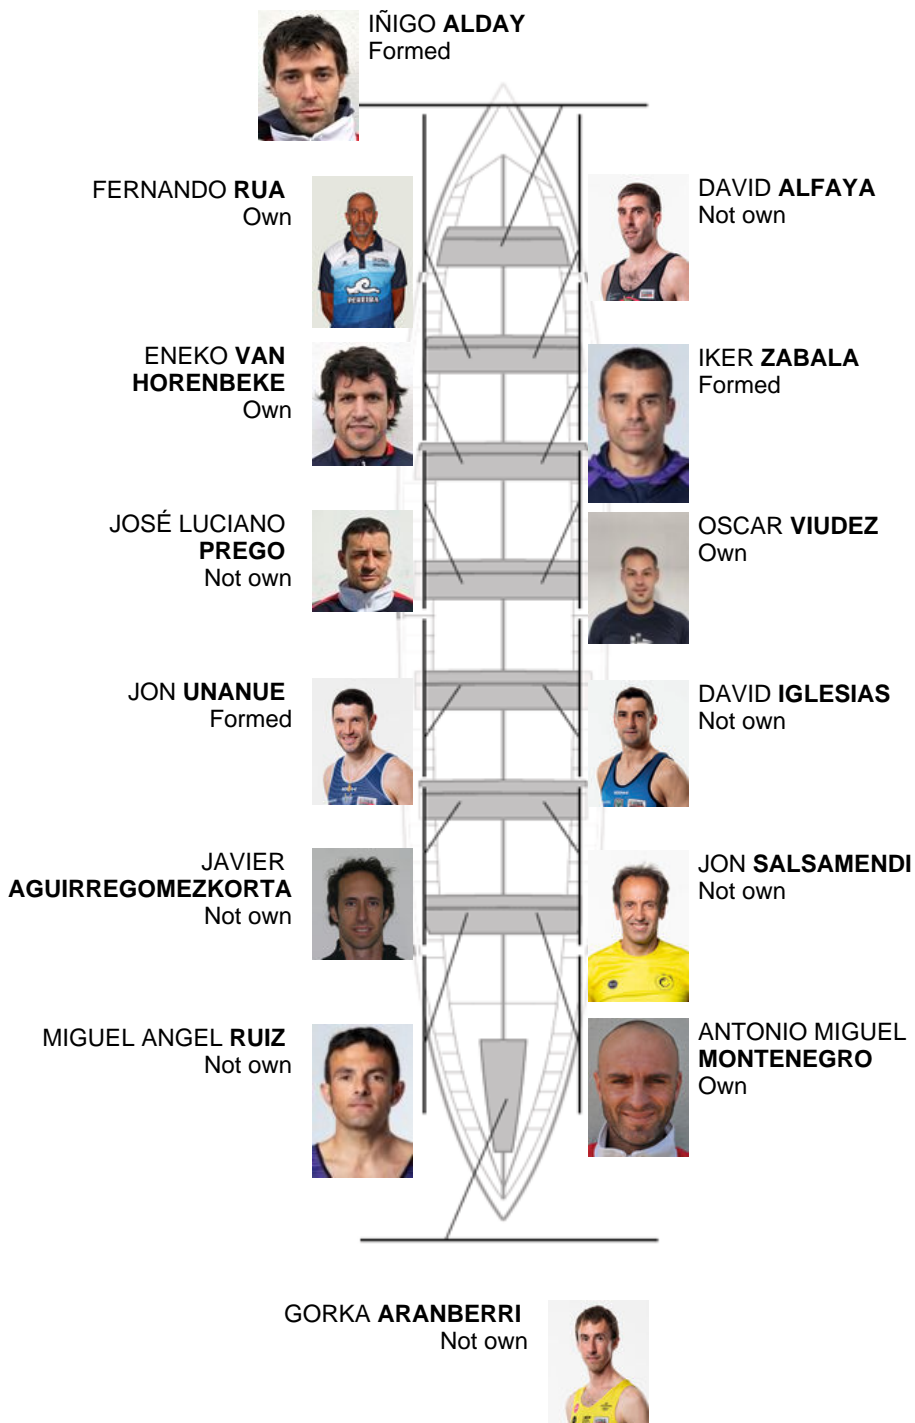 IÑIGO ALDAY
Formed
FERNANDO RUA
Own
DAVID ALFAYA
Not own
PEREIRA
ENEKO VAN
HORENBEKE
Own
IKER ZABALA
Formed
JOSÉ LUCIANO
PREGO
Not own
OSCAR VIUDEZ
Own
JON UNANUE
Formed
DAVID IGLESIAS
Not own
JAVIER
AGUIRREGOMEZKORTA
Not own
JON SALSAMENDI
Not own
MIGUEL ANGEL RUIZ
Not own
ANTONIO MIGUEL
MONTENEGRO
Own
GORKA ARANBERRI
Not own